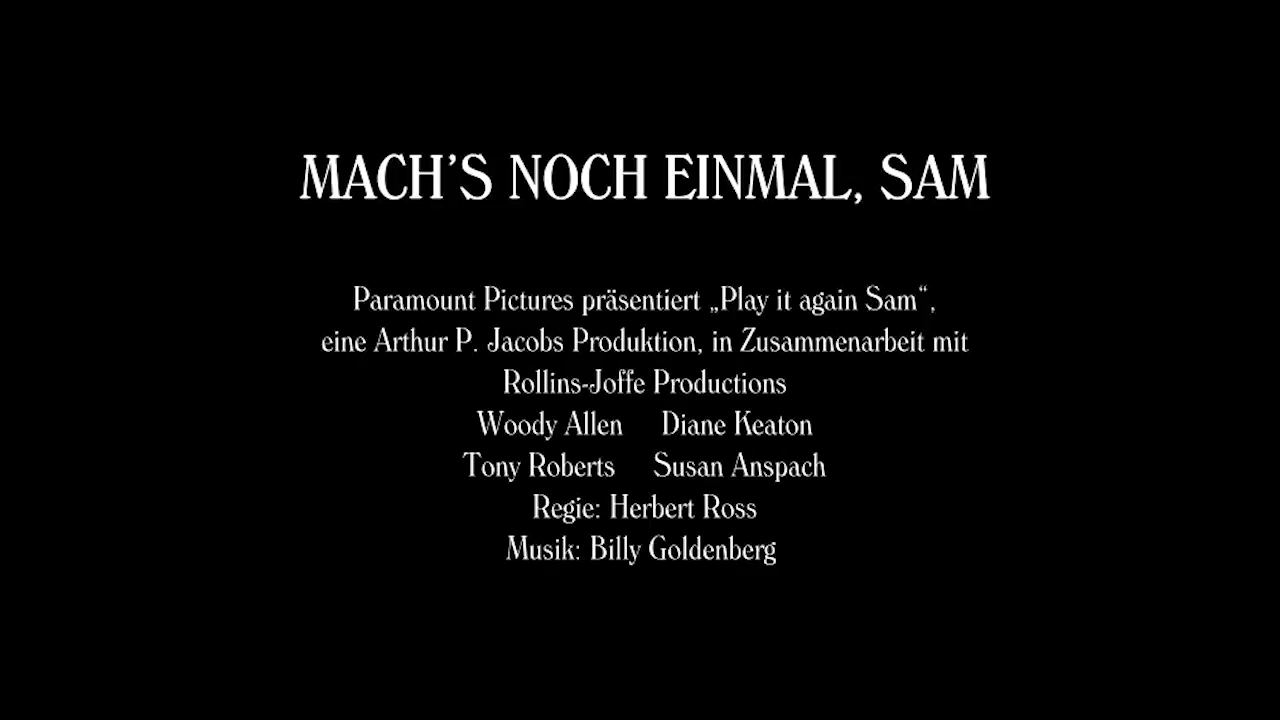 MACH'S NOCH EINMAL, SAM
Paramount Pictures präsentiert „Play it again Sam“,
eine Arthur P. Jacobs Produktion, in Zusammenarbeit mit
Rollins-Joffe Productions
Woody Allen Diane Keaton
Tony Roberts Susan Anspach
Regie: Herbert Ross
Musik: Billy Goldenberg